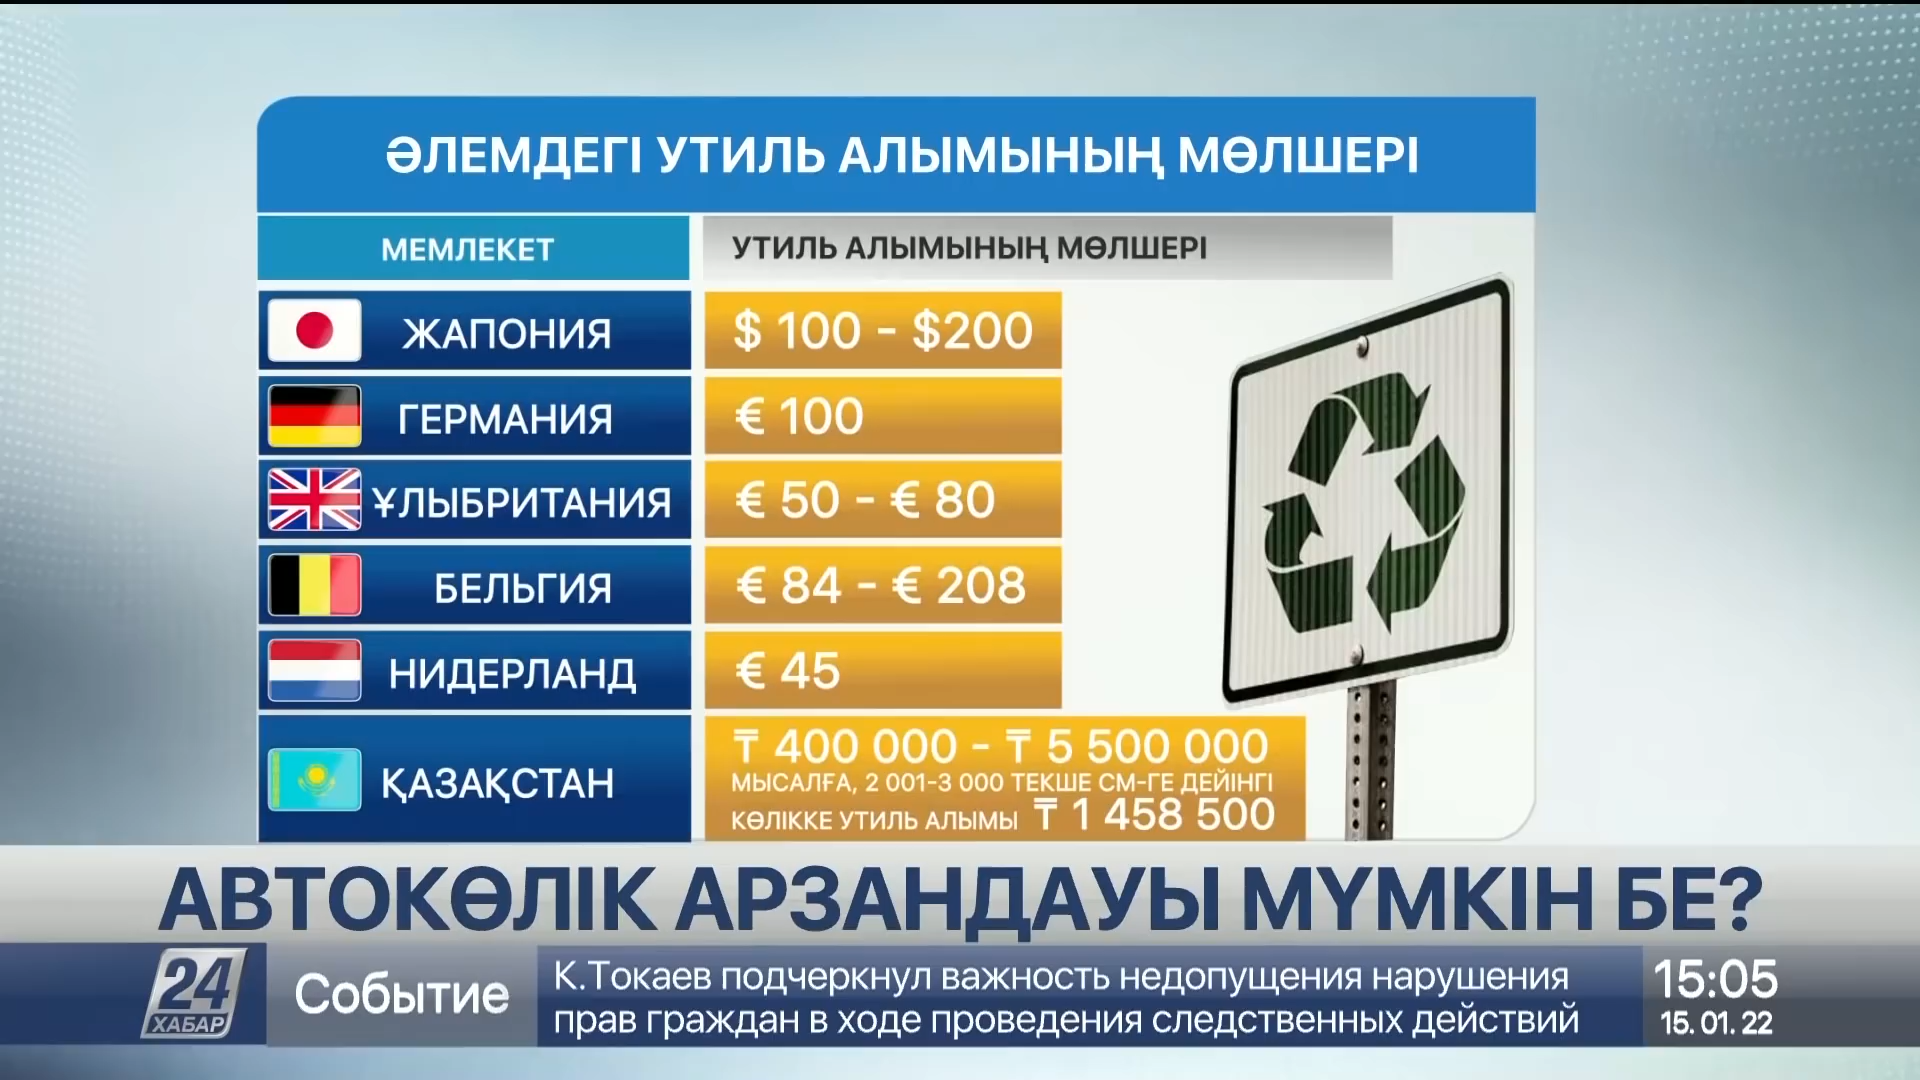 ӘЛЕМДЕГІ УТИЛЬ АЛЫМЫНЫҢ МӨЛШЕРІ
МЕМЛЕКЕТ
УТИЛЬ АЛЫМЫНЫҢ МӨЛШЕРІ
ЖАПОНИЯ
$ 100 - $200
ГЕРМАНИЯ
€ 100
ҰЛЫБРИТАНИЯ
€ 50 - € 80
БЕЛЬГИЯ
€ 84 - € 208
НИДЕРЛАНД
€ 45
ҚАЗАҚСТАН
₸ 400 000 - ₸ 5 500 000
МЫСАЛҒА, 2 001-3 000 ТЕКШЕ СМ-ГЕ ДЕЙІНГІ
КӨЛІККЕ УТИЛЬ АЛЫМЫ ₸ 1 458 500
АВТОКӨЛІК АРЗАНДАУЫ МҮМКІН БЕ?
24
ХАБАР
Событие
К.Токаев подчеркнул важность недопущения нарушения
прав граждан в ходе проведения следственных действий
15:05
15. 01. 22